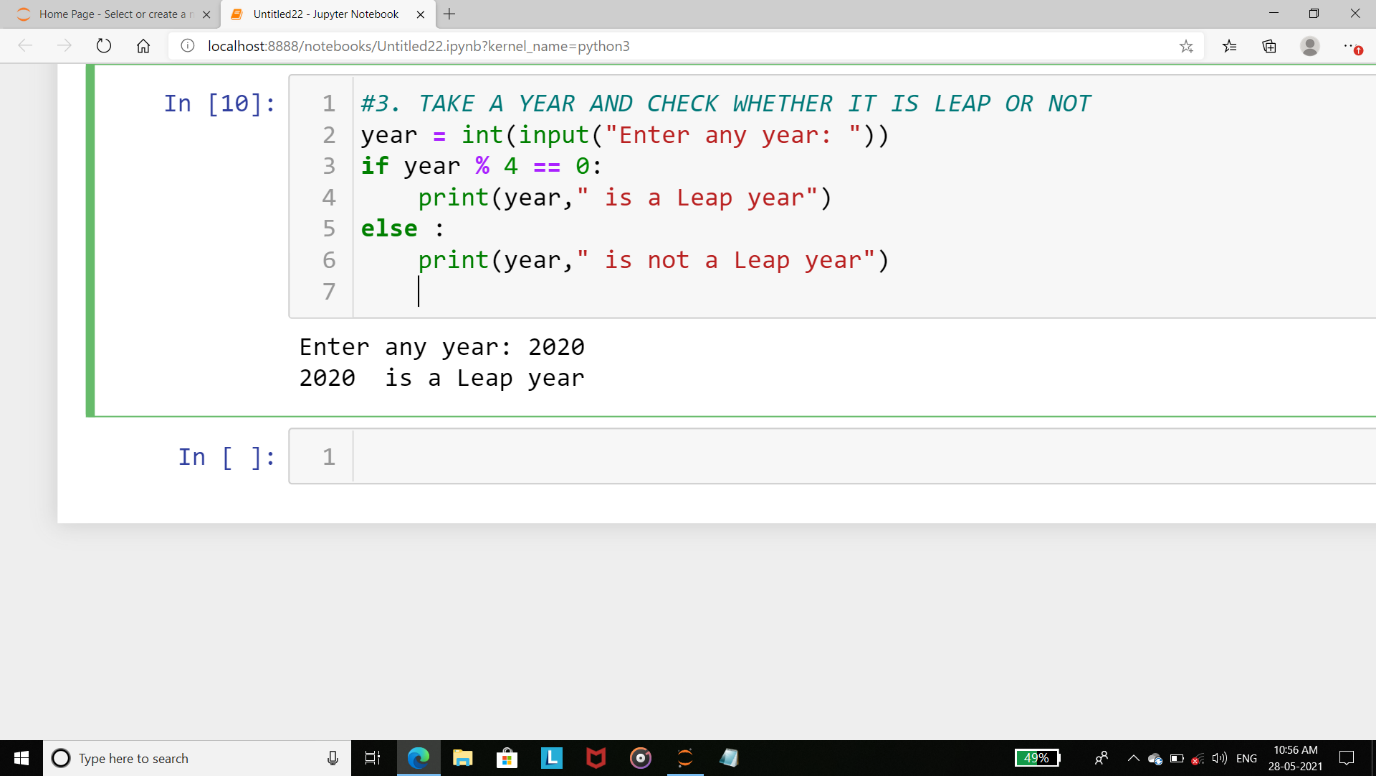 Home Page - Select or create a n
Untitled22 - Jupyter Notebook
localhost:8888/notebooks/Untitled22.ipynb?kernel_name=python3
In [10]:
1 #3. TAKE A YEAR AND CHECK WHETHER IT IS LEAP OR NOT
2 year = int(input("Enter any year: "))
3 if year % 4 == 0:
4     print(year," is a Leap year")
5 else :
6     print(year," is not a Leap year")
7
Enter any year: 2020
2020  is a Leap year
In [ ]:
1
Type here to search
L
49%
ENG
10:56 AM
28-05-2021